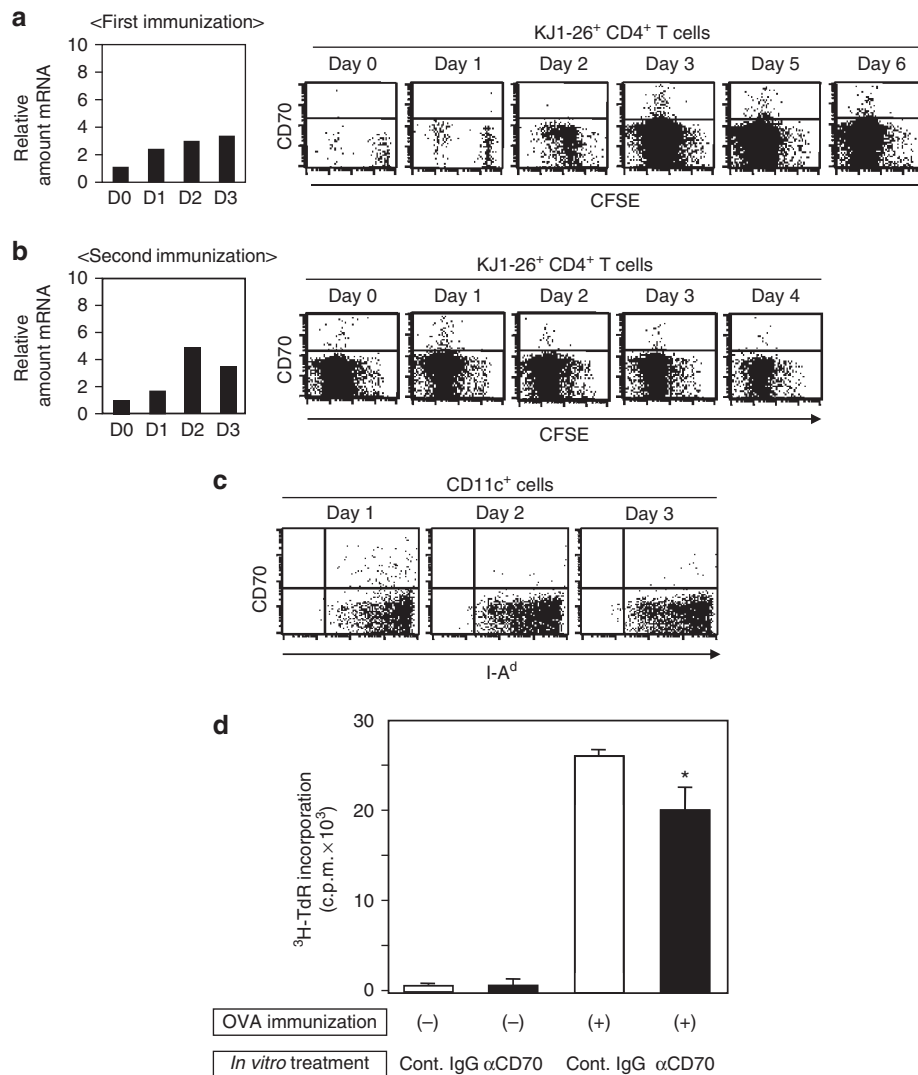 a
<First immunization>
Relative
amount mRNA
10
8
6
4
2
0
D0 D1 D2 D3
KJ1-26⁺ CD4⁺ T cells
Day 0 Day 1 Day 2 Day 3 Day 5 Day 6
CD70
CFSE
b
<Second immunization>
Relative
amount mRNA
10
8
6
4
2
0
D0 D1 D2 D3
KJ1-26⁺ CD4⁺ T cells
Day 0 Day 1 Day 2 Day 3 Day 4
CD70
CFSE
c
CD11c⁺ cells
Day 1 Day 2 Day 3
CD70
I-Aᵈ
d
³H-TdR incorporation
(c.p.m. × 10³)
30
20
10
0
*
OVA immunization (–) (–) (+) (+)
In vitro treatment Cont. IgG αCD70 Cont. IgG αCD70